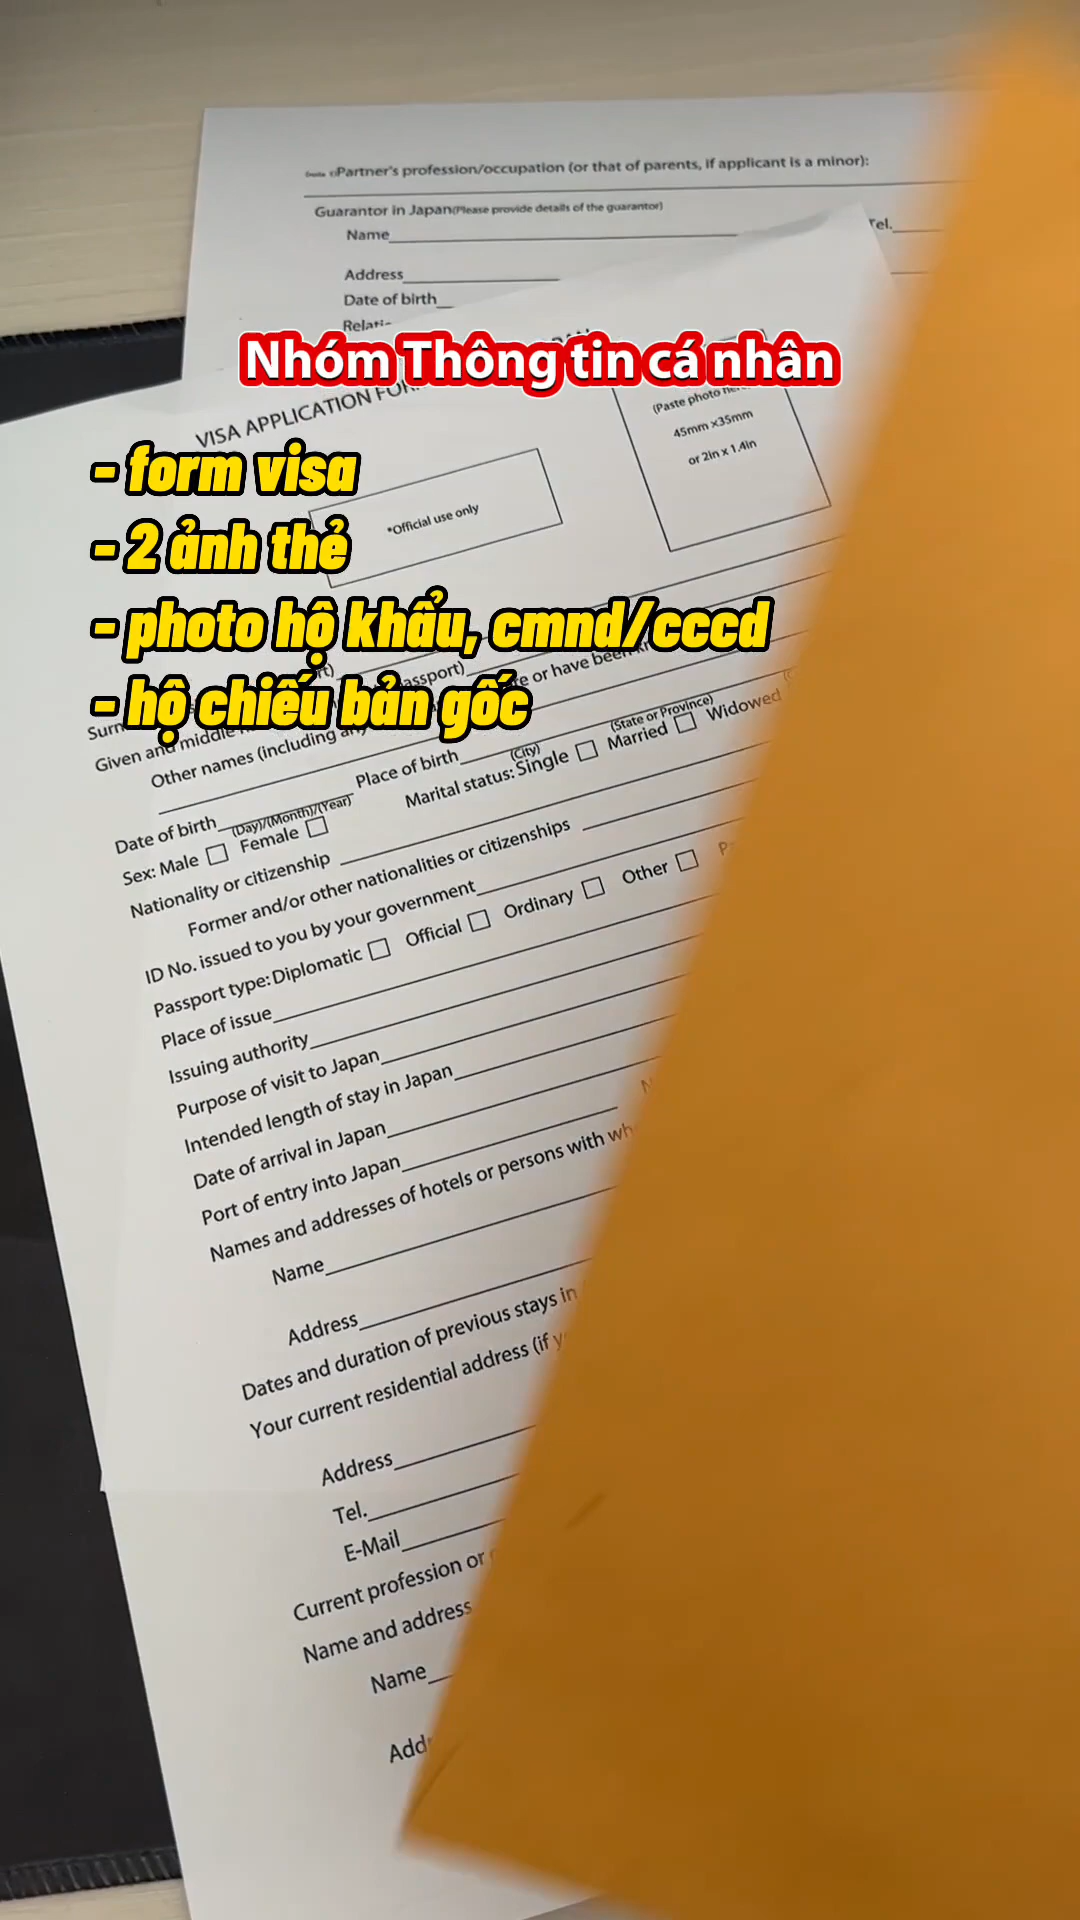 Partner's profession/occupation (or that of parents, if applicant is a minor):
Guarantor in Japan(Please provide details of the guarantor)
Name
Tel.
Address
Date of birth
Nhóm Thông tin cá nhân
VISA APPLICATION
(Paste photo
45mm x35mm
or 2in x 1.4in
*Official use only
- form visa
- 2 ảnh thẻ
- photo hộ khẩu, cmnd/cccd
- hộ chiếu bản gốc
Given and middle
Other names (including
or have been
Date of birth
(Day)/(Month)/(Year)
Place of birth
(City)
(State or Province)
Sex: Male
Female
Marital status: Single
Married
Widowed
Nationality or citizenship
Former and/or other nationalities or citizenships
ID No. issued to you by your government
Passport type: Diplomatic
Official
Ordinary
Other
Place of issue
Issuing authority
Purpose of visit to Japan
Intended length of stay in Japan
Date of arrival in Japan
Port of entry into Japan
Names and addresses of hotels or persons with
Name
Address
Dates and duration of previous stays in
Your current residential address (if
Address
Tel.
E-Mail
Current profession or
Name and address
Name